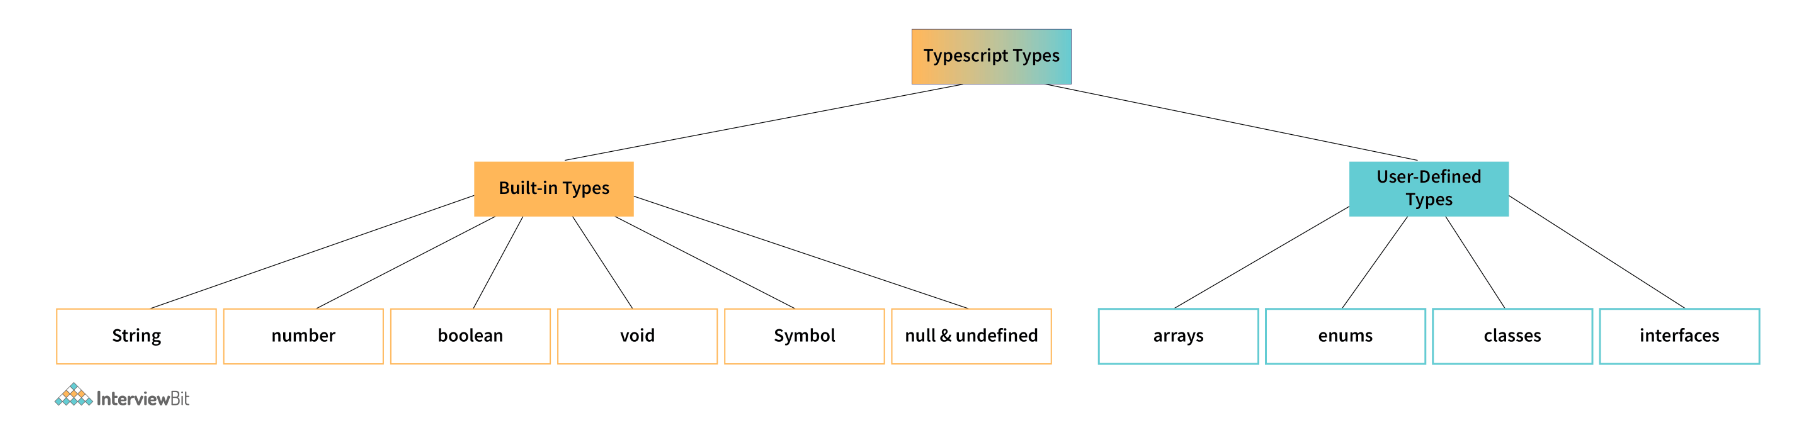 Typescript Types
Built-in Types
User-Defined
Types
String
number
boolean
void
Symbol
null & undefined
arrays
enums
classes
interfaces
InterviewBit